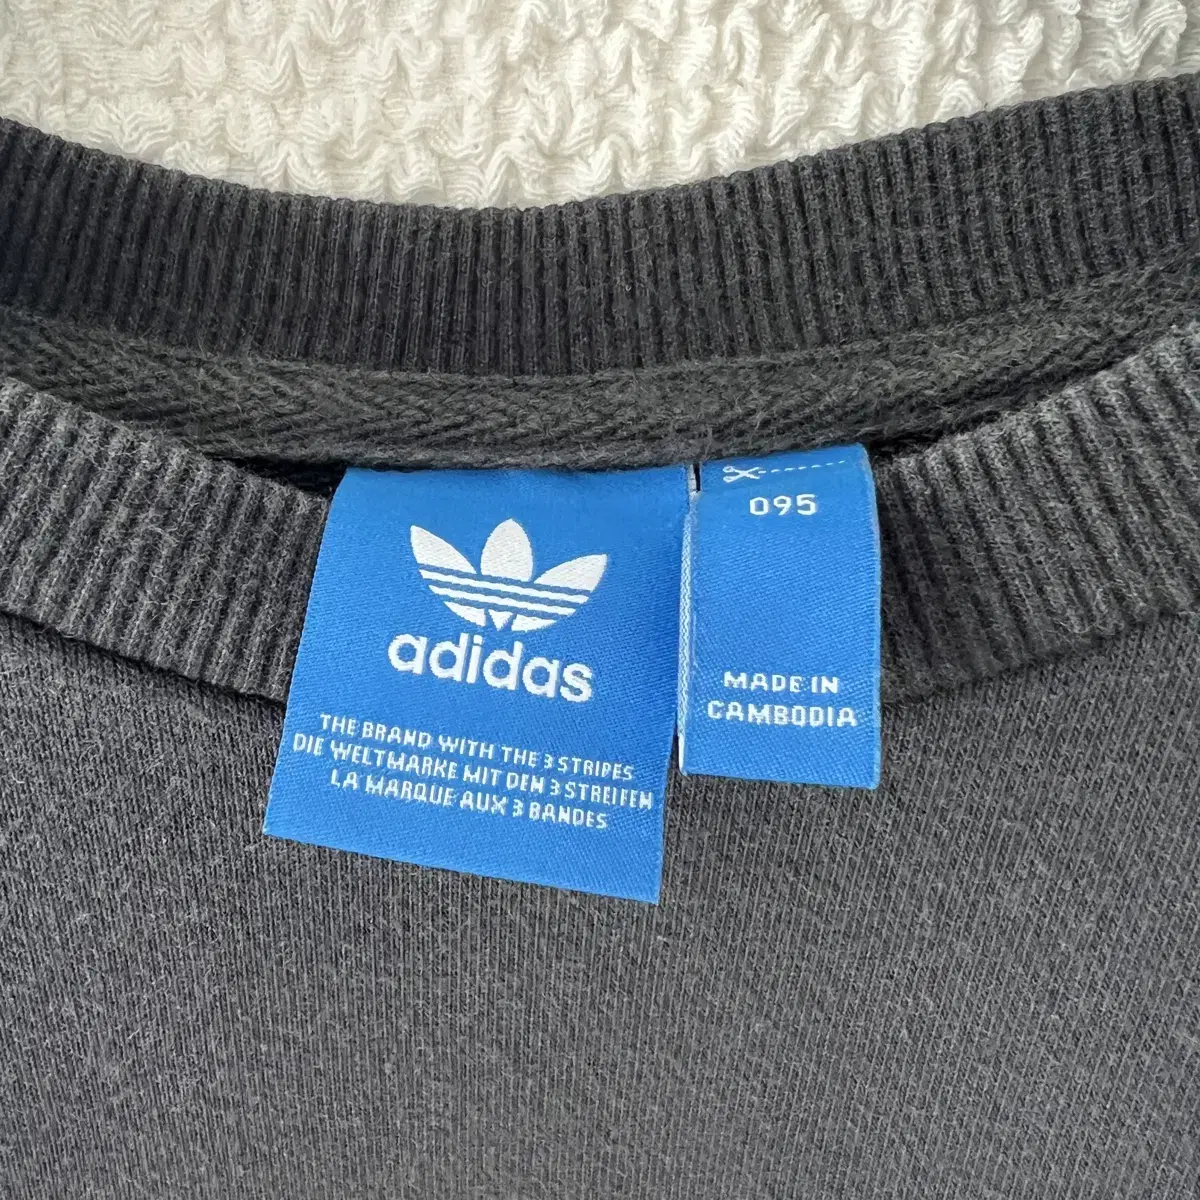 adidas
THE BRAND WITH THE 3 STRIPES
DIE WELTMARKE MIT DEN 3 STREIFEN
LA MARQUE AUX 3 BANDES
095
MADE IN
CAMBODIA